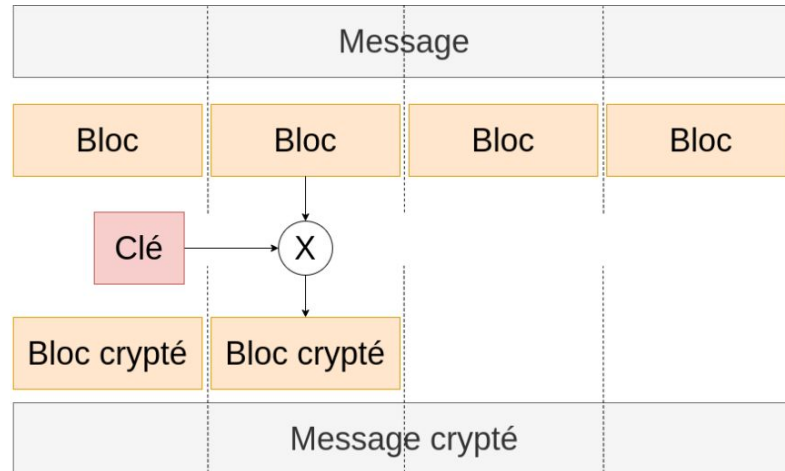 Message
Bloc Bloc Bloc Bloc
Clé X
Bloc crypté Bloc crypté
Message crypté